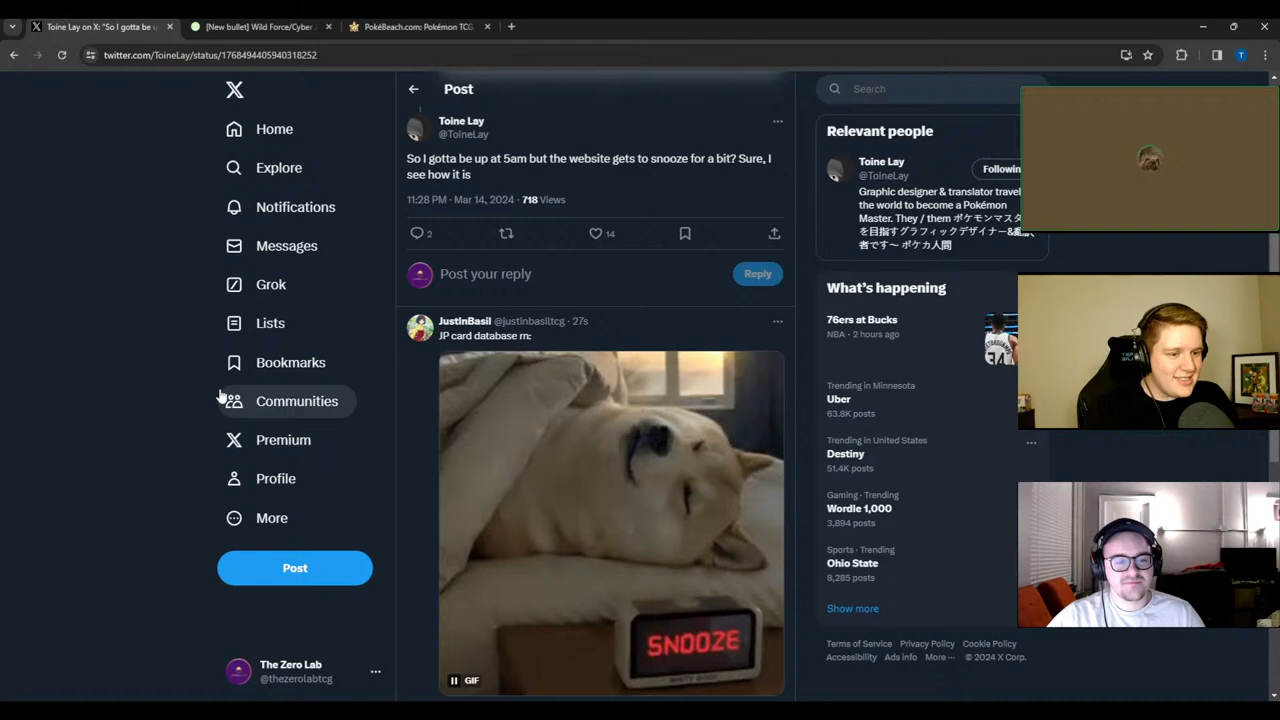 Toine Lay on X: "So I gotta be u
[New bullet] Wild Force/Cyber
PokéBeach.com: Pokémon TCG
twitter.com/ToineLay/status/1768494405940318252
T
Post
Search
Home
Explore
Notifications
Messages
Grok
Lists
Bookmarks
Communities
Premium
Profile
More
Post
The Zero Lab
@thezerolabtcg
Toine Lay
@ToineLay
So I gotta be up at 5am but the website gets to snooze for a bit? Sure, I
see how it is
11:28 PM · Mar 14, 2024 · 718 Views
2
14
Post your reply
Reply
JustInBasil @justinbasiltcg · 27s
JP card database rn:
SNOOZE
GIF
Relevant people
Toine Lay
@ToineLay
Followin
Graphic designer & translator travel
the world to become a Pokémon
Master. They / them ポケモンマスタ
を目指すグラフィックデザイナー&翻訳
者です〜 ポケカ人間
What's happening
76ers at Bucks
NBA · 2 hours ago
Trending in Minnesota
Uber
63.8K posts
Trending in United States
Destiny
51.4K posts
Gaming · Trending
Wordle 1,000
3,894 posts
Sports · Trending
Ohio State
8,285 posts
Show more
Terms of Service Privacy Policy Cookie Policy
Accessibility Ads info More ··· © 2024 X Corp.